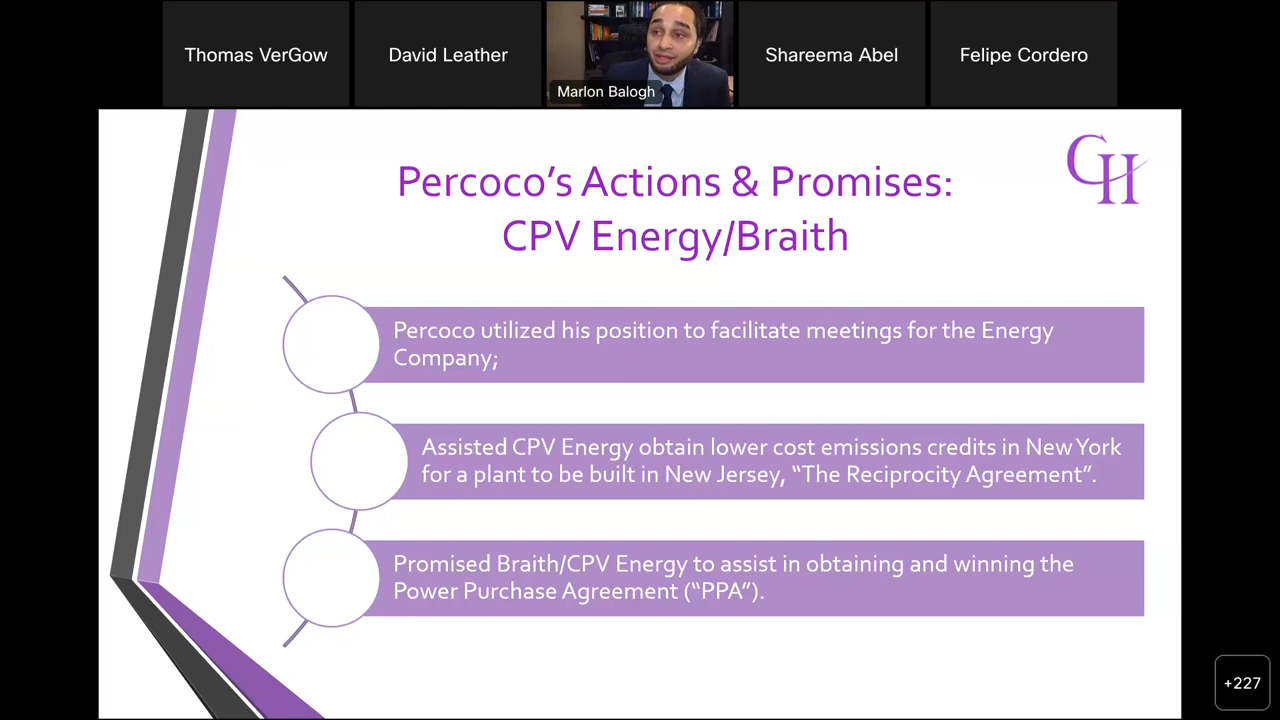 Thomas VerGow
David Leather
Marlon Balogh
Shareema Abel
Felipe Cordero
CH
Percoco’s Actions & Promises:
CPV Energy/Braith
Percoco utilized his position to facilitate meetings for the Energy
Company;
Assisted CPV Energy obtain lower cost emissions credits in New York
for a plant to be built in New Jersey, “The Reciprocity Agreement”.
Promised Braith/CPV Energy to assist in obtaining and winning the
Power Purchase Agreement (“PPA”).
+227